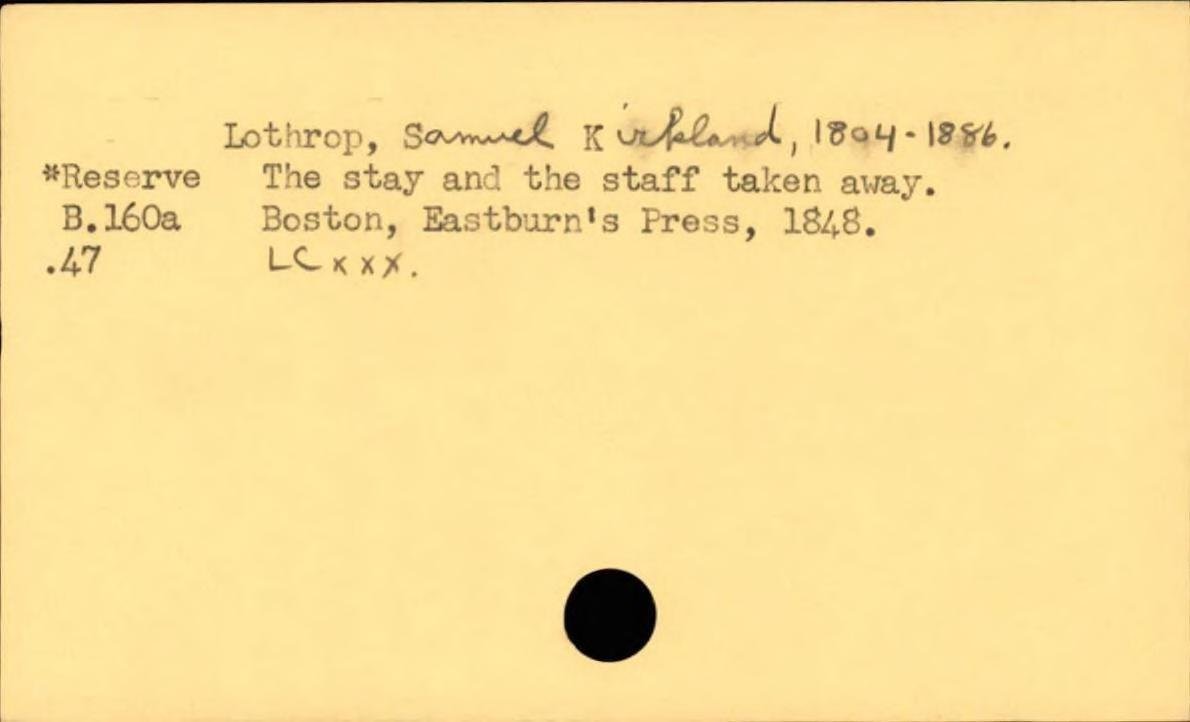 Lothrop, Samuel Kirkland, 1804-1886.
*Reserve The stay and the staff taken away.
B.160a Boston, Eastburn's Press, 1848.
.47 LC xxx.